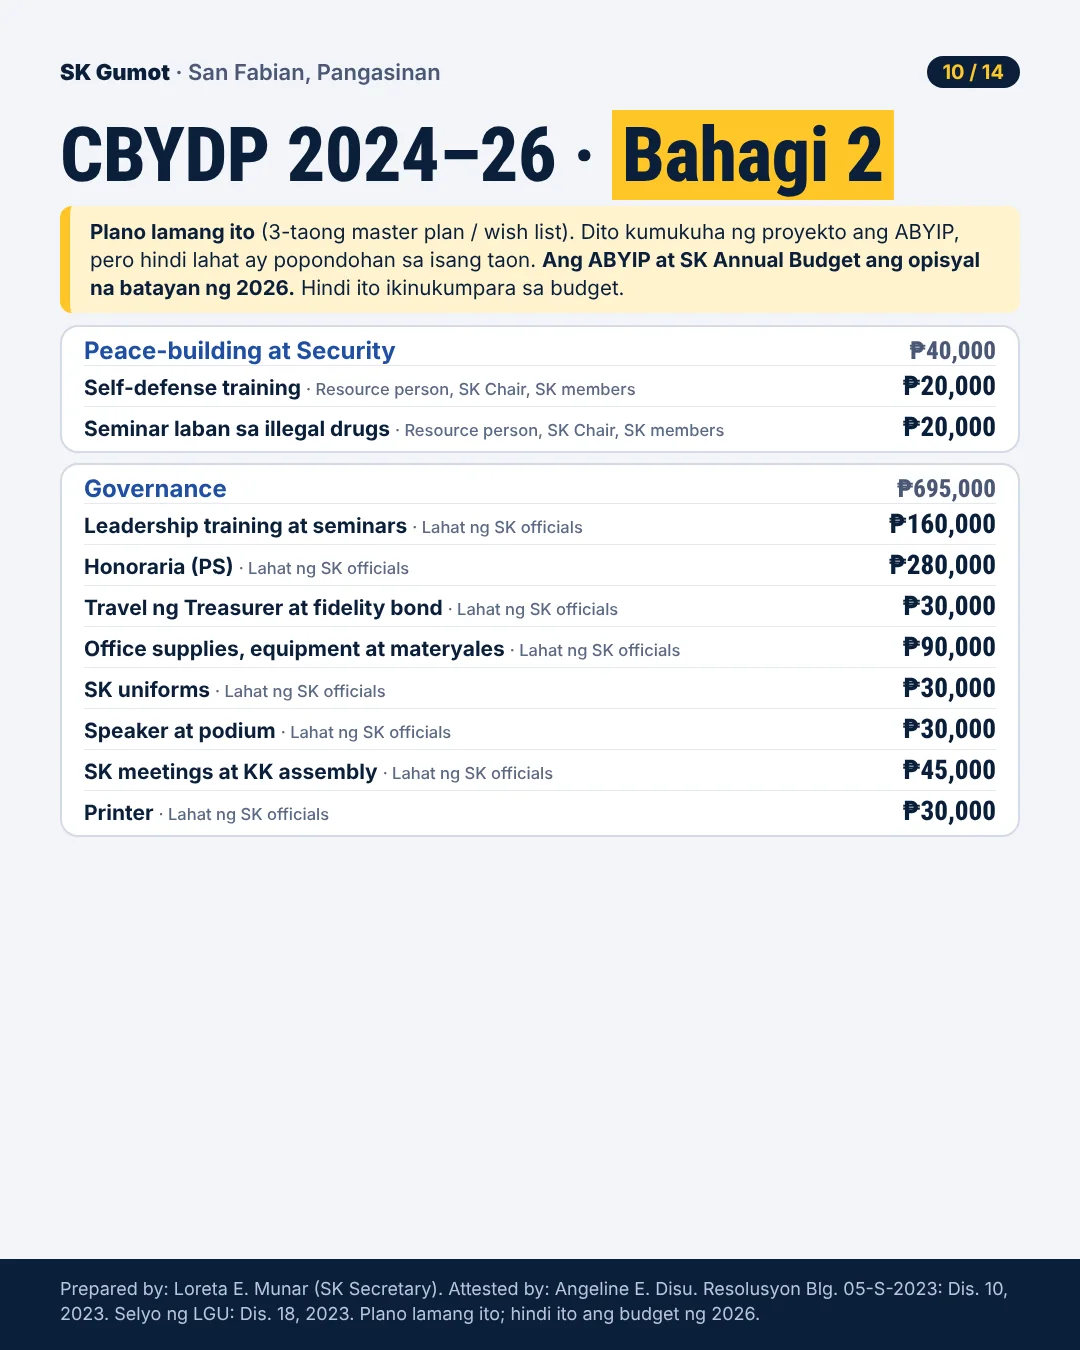 SK Gumot · San Fabian, Pangasinan
10 / 14
CBYDP 2024–26 · Bahagi 2
Plano lamang ito (3-taong master plan / wish list). Dito kumukuha ng proyekto ang ABYIP,
pero hindi lahat ay popondohan sa isang taon. Ang ABYIP at SK Annual Budget ang opisyal
na batayan ng 2026. Hindi ito ikinukumpara sa budget.
Peace-building at Security ₱40,000
Self-defense training · Resource person, SK Chair, SK members ₱20,000
Seminar laban sa illegal drugs · Resource person, SK Chair, SK members ₱20,000
Governance ₱695,000
Leadership training at seminars · Lahat ng SK officials ₱160,000
Honoraria (PS) · Lahat ng SK officials ₱280,000
Travel ng Treasurer at fidelity bond · Lahat ng SK officials ₱30,000
Office supplies, equipment at materyales · Lahat ng SK officials ₱90,000
SK uniforms · Lahat ng SK officials ₱30,000
Speaker at podium · Lahat ng SK officials ₱30,000
SK meetings at KK assembly · Lahat ng SK officials ₱45,000
Printer · Lahat ng SK officials ₱30,000
Prepared by: Loreta E. Munar (SK Secretary). Attested by: Angeline E. Disu. Resolusyon Blg. 05-S-2023: Dis. 10,
2023. Selyo ng LGU: Dis. 18, 2023. Plano lamang ito; hindi ito ang budget ng 2026.